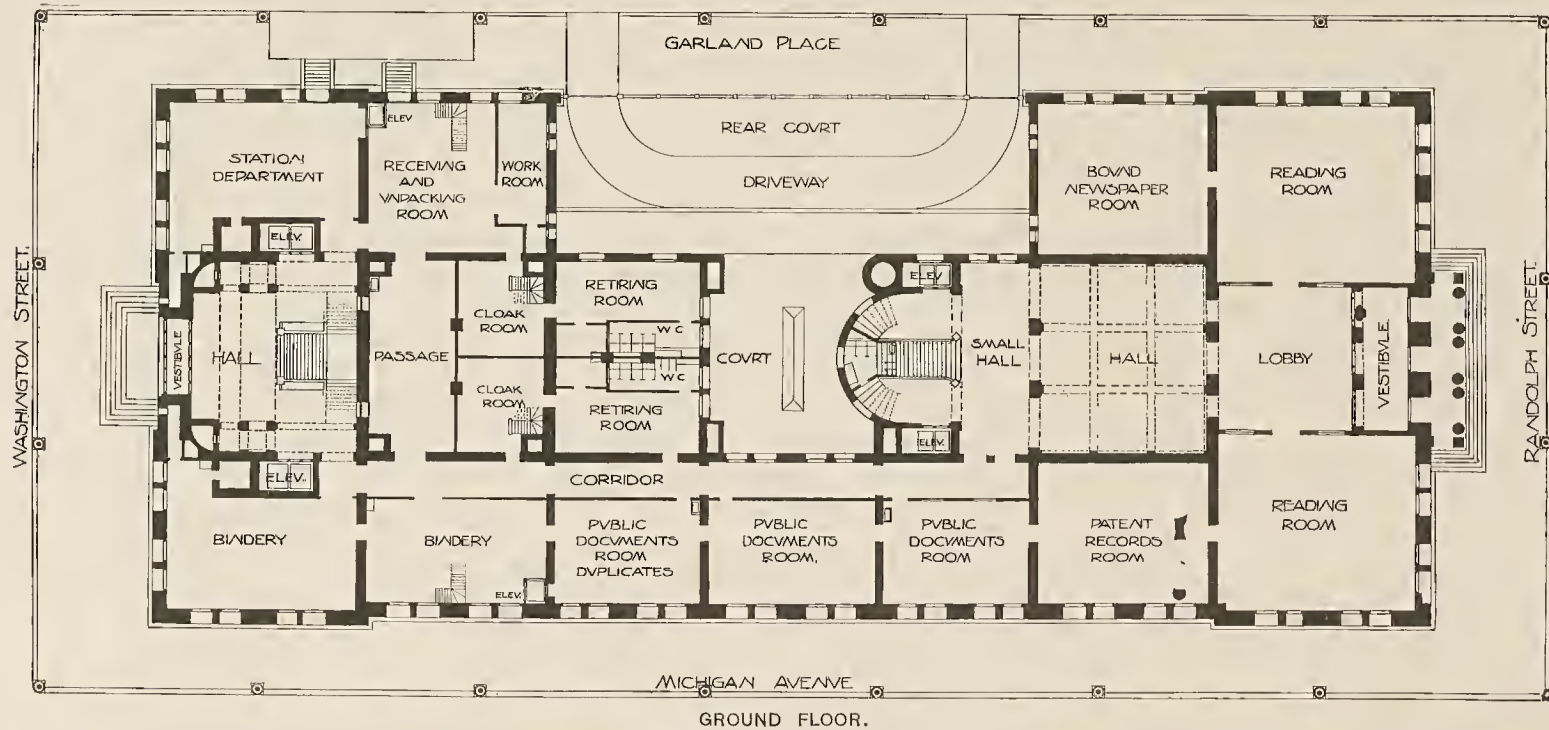 GARLAND PLACE
REAR COURT
DRIVEWAY
STATION
DEPARTMENT
ELEV
RECEIVING
AND
VNPACKING
ROOM
WORK
ROOM
BOVND
NEWSPAPER
ROOM
READING
ROOM
WASHINGTON STREET.
ELEV.
VESTIBVLE
HALL
PASSAGE
CLOAK
ROOM
CLOAK
ROOM
RETIRING
ROOM
W C
W C
RETIRING
ROOM
COVRT
ELEV
SMALL
HALL
ELEV.
HALL
LOBBY
VESTIBVLE.
RANDOLPH STREET.
CORRIDOR
ELEV.
BINDERY
BINDERY
ELEV.
PVBLIC
DOCVMENTS
ROOM
DVPLICATES
PVBLIC
DOCVMENTS
ROOM,
PVBLIC
DOCVMENTS
ROOM
PATENT
RECORDS
ROOM
READING
ROOM
MICHIGAN AVENVE
GROUND FLOOR.